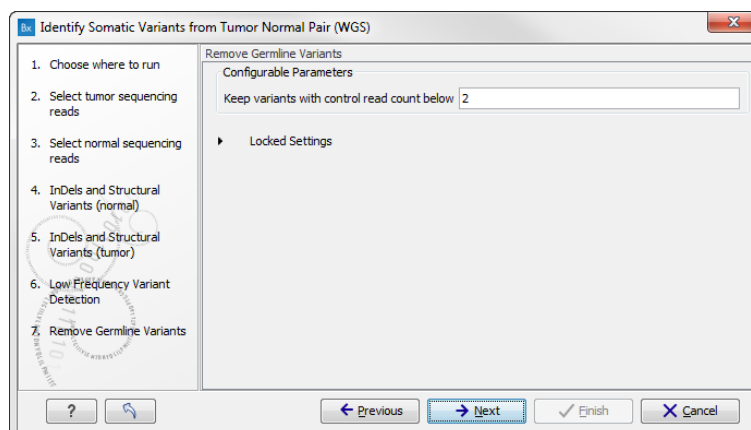 Bx Identify Somatic Variants from Tumor Normal Pair (WGS)
1. Choose where to run
2. Select tumor sequencing
reads
3. Select normal sequencing
reads
4. InDels and Structural
Variants (normal)
5. InDels and Structural
Variants (tumor)
6. Low Frequency Variant
Detection
7. Remove Germline Variants
Remove Germline Variants
Configurable Parameters
Keep variants with control read count below 2
Locked Settings
? Previous Next Finish Cancel